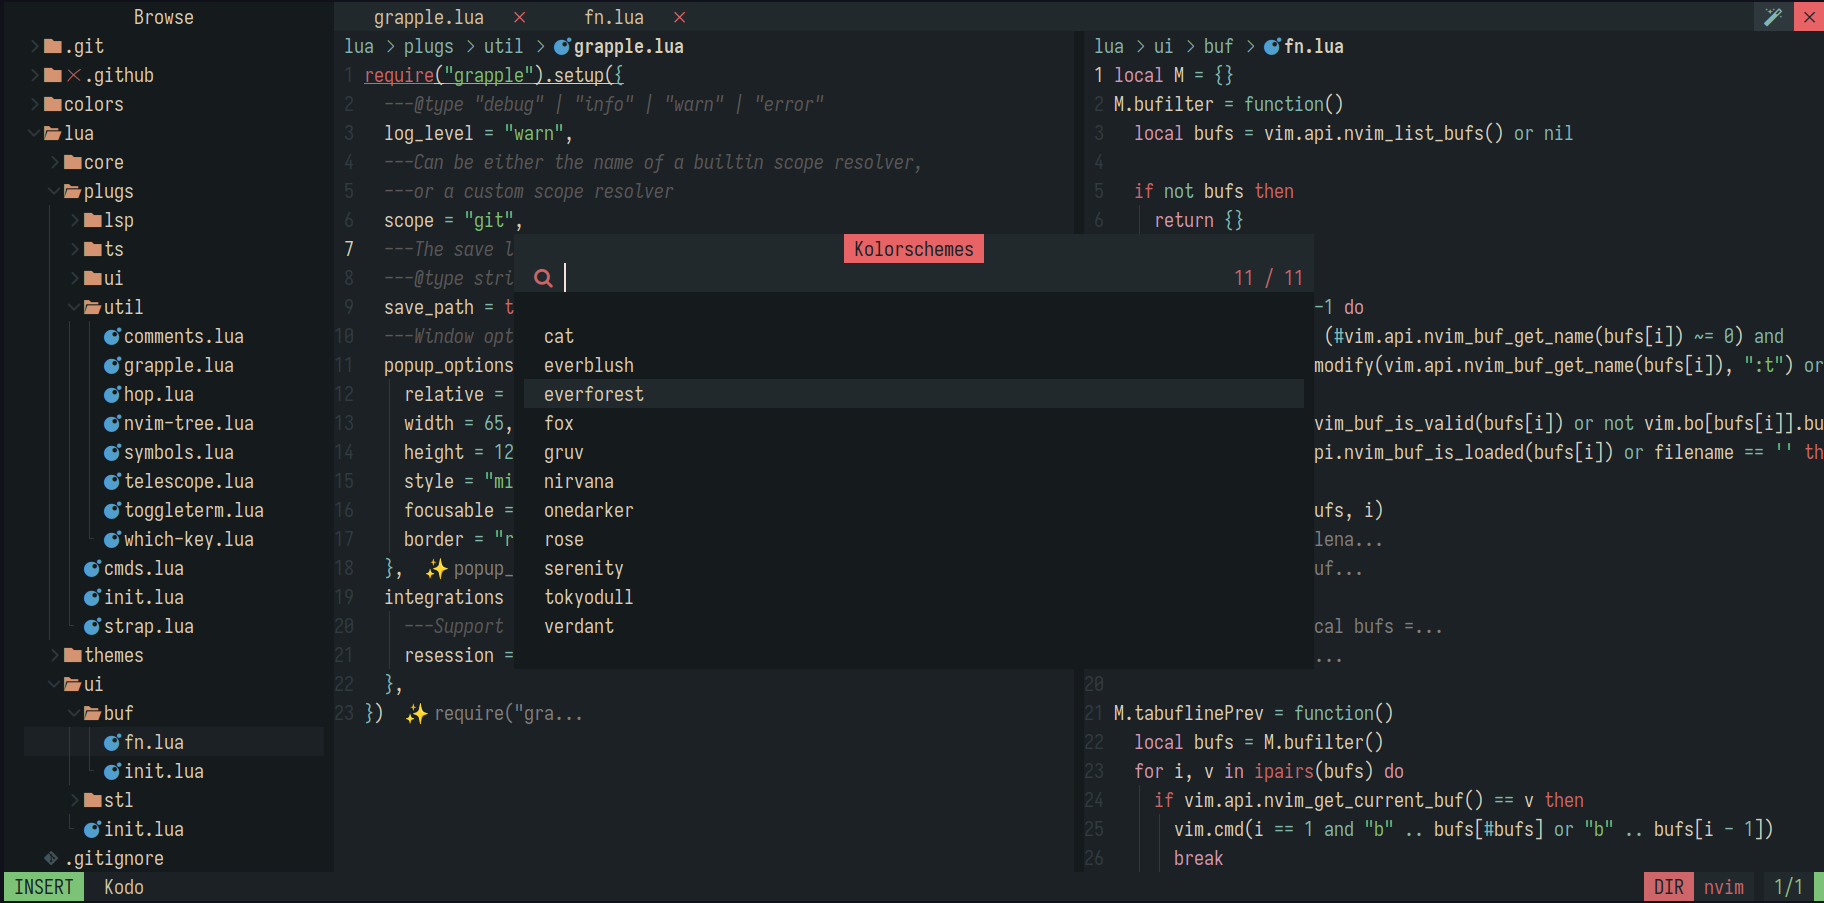 Browse
.git
.github
colors
lua
core
plugs
lsp
ts
ui
util
comments.lua
grapple.lua
hop.lua
nvim-tree.lua
symbols.lua
telescope.lua
toggleterm.lua
which-key.lua
cmds.lua
init.lua
strap.lua
themes
ui
buf
fn.lua
init.lua
stl
init.lua
.gitignore
grapple.lua × fn.lua ×
lua > plugs > util > grapple.lua
1 require("grapple").setup({
2 ---@type "debug" | "info" | "warn" | "error"
3 log_level = "warn",
4 ---Can be either the name of a builtin scope resolver,
5 ---or a custom scope resolver
6 scope = "git",
7 ---The save l
8 ---@type stri
9 save_path = t
10 ---Window opt
11 popup_options
12 relative =
13 width = 65,
14 height = 12
15 style = "mi
16 focusable =
17 border = "r
18 }, ✨ popup_
19 integrations
20 ---Support
21 resession =
22 },
23 }) ✨ require("gra...
Kolorschemes
11 / 11
cat
everblush
everforest
fox
gruv
nirvana
onedarker
rose
serenity
tokyodull
verdant
lua > ui > buf > fn.lua
1 local M = {}
2 M.bufilter = function()
3 local bufs = vim.api.nvim_list_bufs() or nil
4
5 if not bufs then
6 return {}
-1 do
(#vim.api.nvim_buf_get_name(bufs[i]) ~= 0) and
modify(vim.api.nvim_buf_get_name(bufs[i]), ":t") or
vim_buf_is_valid(bufs[i]) or not vim.bo[bufs[i]].bu
pi.nvim_buf_is_loaded(bufs[i]) or filename == '' th
ufs, i)
lena...
uf...
cal bufs =...
...
20
21 M.tabuflinePrev = function()
22 local bufs = M.bufilter()
23 for i, v in ipairs(bufs) do
24 if vim.api.nvim_get_current_buf() == v then
25 vim.cmd(i == 1 and "b" .. bufs[#bufs] or "b" .. bufs[i - 1])
26 break
INSERT Kodo
DIR nvim 1/1